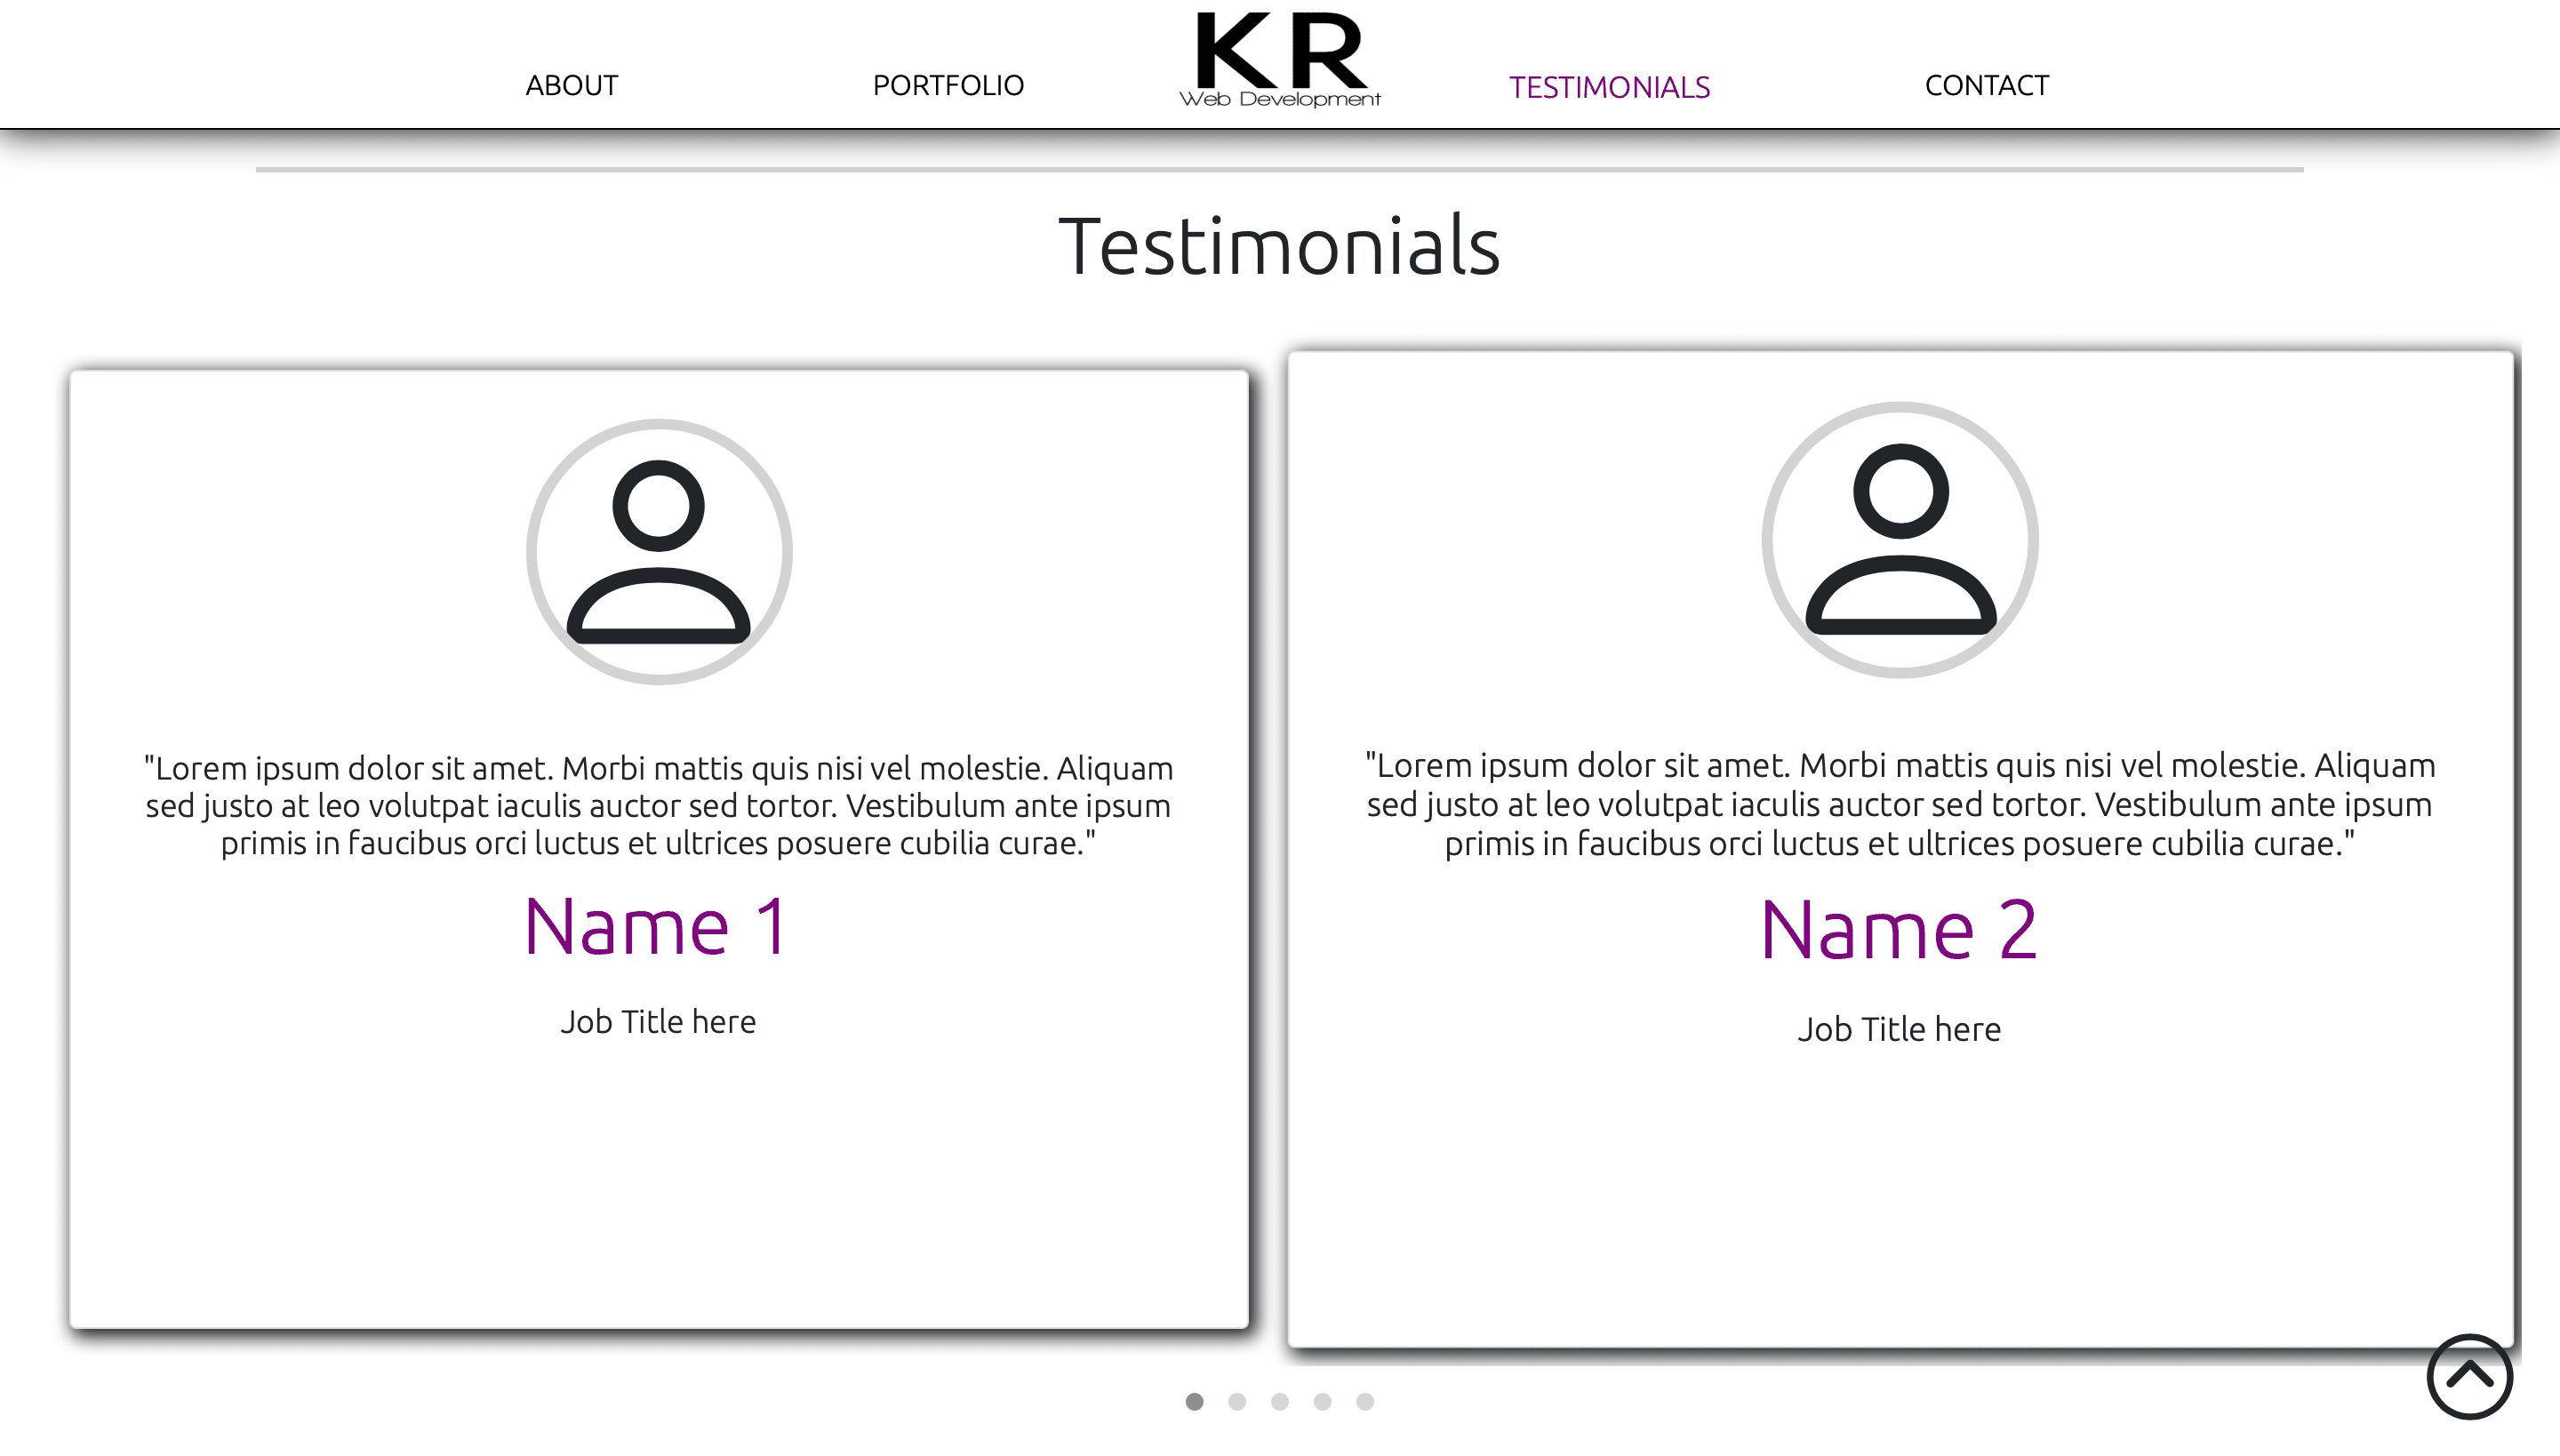 ABOUT
PORTFOLIO
KR
Web Development
TESTIMONIALS
CONTACT
Testimonials
"Lorem ipsum dolor sit amet. Morbi mattis quis nisi vel molestie. Aliquam
sed justo at leo volutpat iaculis auctor sed tortor. Vestibulum ante ipsum
primis in faucibus orci luctus et ultrices posuere cubilia curae."
Name 1
Job Title here
"Lorem ipsum dolor sit amet. Morbi mattis quis nisi vel molestie. Aliquam
sed justo at leo volutpat iaculis auctor sed tortor. Vestibulum ante ipsum
primis in faucibus orci luctus et ultrices posuere cubilia curae."
Name 2
Job Title here